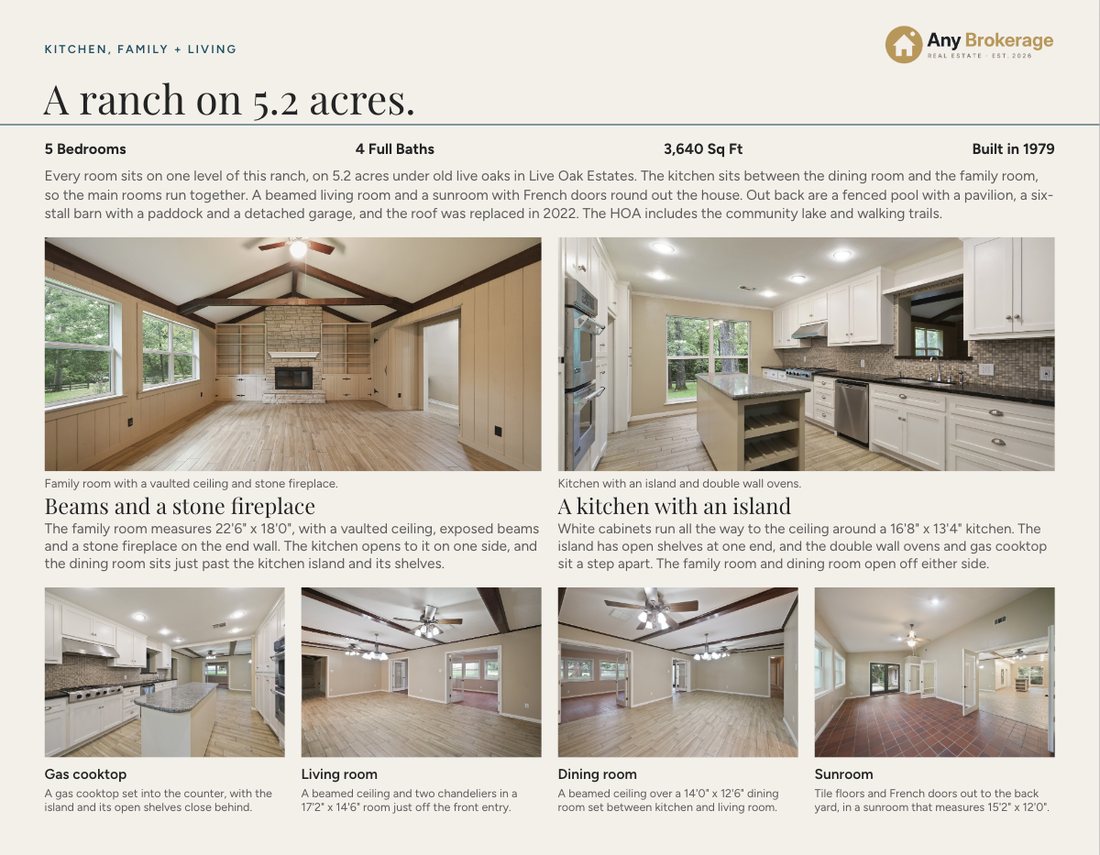 KITCHEN, FAMILY + LIVING
Any Brokerage
REAL ESTATE · EST. 2026
A ranch on 5.2 acres.
5 Bedrooms
4 Full Baths
3,640 Sq Ft
Built in 1979
Every room sits on one level of this ranch, on 5.2 acres under old live oaks in Live Oak Estates. The kitchen sits between the dining room and the family room,
so the main rooms run together. A beamed living room and a sunroom with French doors round out the house. Out back are a fenced pool with a pavilion, a six-
stall barn with a paddock and a detached garage, and the roof was replaced in 2022. The HOA includes the community lake and walking trails.
Family room with a vaulted ceiling and stone fireplace.
Beams and a stone fireplace
The family room measures 22'6" x 18'0", with a vaulted ceiling, exposed beams
and a stone fireplace on the end wall. The kitchen opens to it on one side, and
the dining room sits just past the kitchen island and its shelves.
Kitchen with an island and double wall ovens.
A kitchen with an island
White cabinets run all the way to the ceiling around a 16'8" x 13'4" kitchen. The
island has open shelves at one end, and the double wall ovens and gas cooktop
sit a step apart. The family room and dining room open off either side.
Gas cooktop
A gas cooktop set into the counter, with the
island and its open shelves close behind.
Living room
A beamed ceiling and two chandeliers in a
17'2" x 14'6" room just off the front entry.
Dining room
A beamed ceiling over a 14'0" x 12'6" dining
room set between kitchen and living room.
Sunroom
Tile floors and French doors out to the back
yard, in a sunroom that measures 15'2" x 12'0".